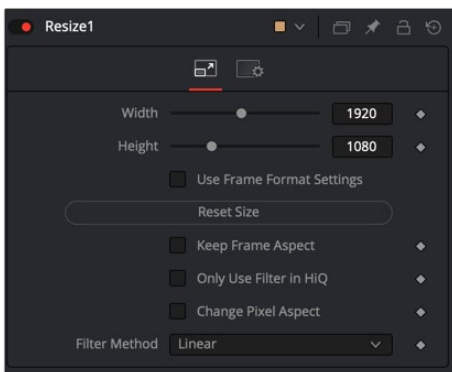 Resize1
Width 1920
Height 1080
Use Frame Format Settings
Reset Size
Keep Frame Aspect
Only Use Filter in HiQ
Change Pixel Aspect
Filter Method Linear